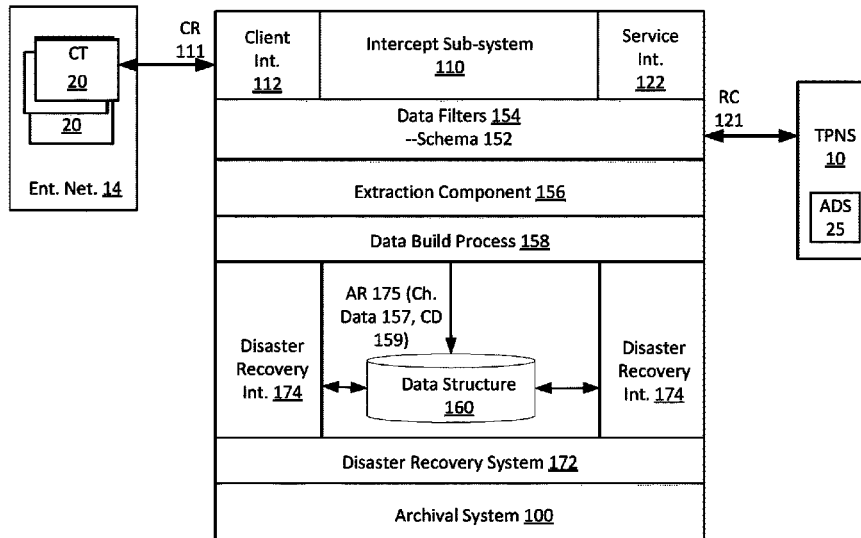 CT
20
20
Ent. Net. 14
CR
111
Client
Int.
112
Intercept Sub-system
110
Service
Int.
122
Data Filters 154
--Schema 152
RC
121
TPNS
10
ADS
25
Extraction Component 156
Data Build Process 158
AR 175 (Ch.
Data 157, CD
159)
Disaster
Recovery
Int. 174
Data Structure
160
Disaster
Recovery
Int. 174
Disaster Recovery System 172
Archival System 100